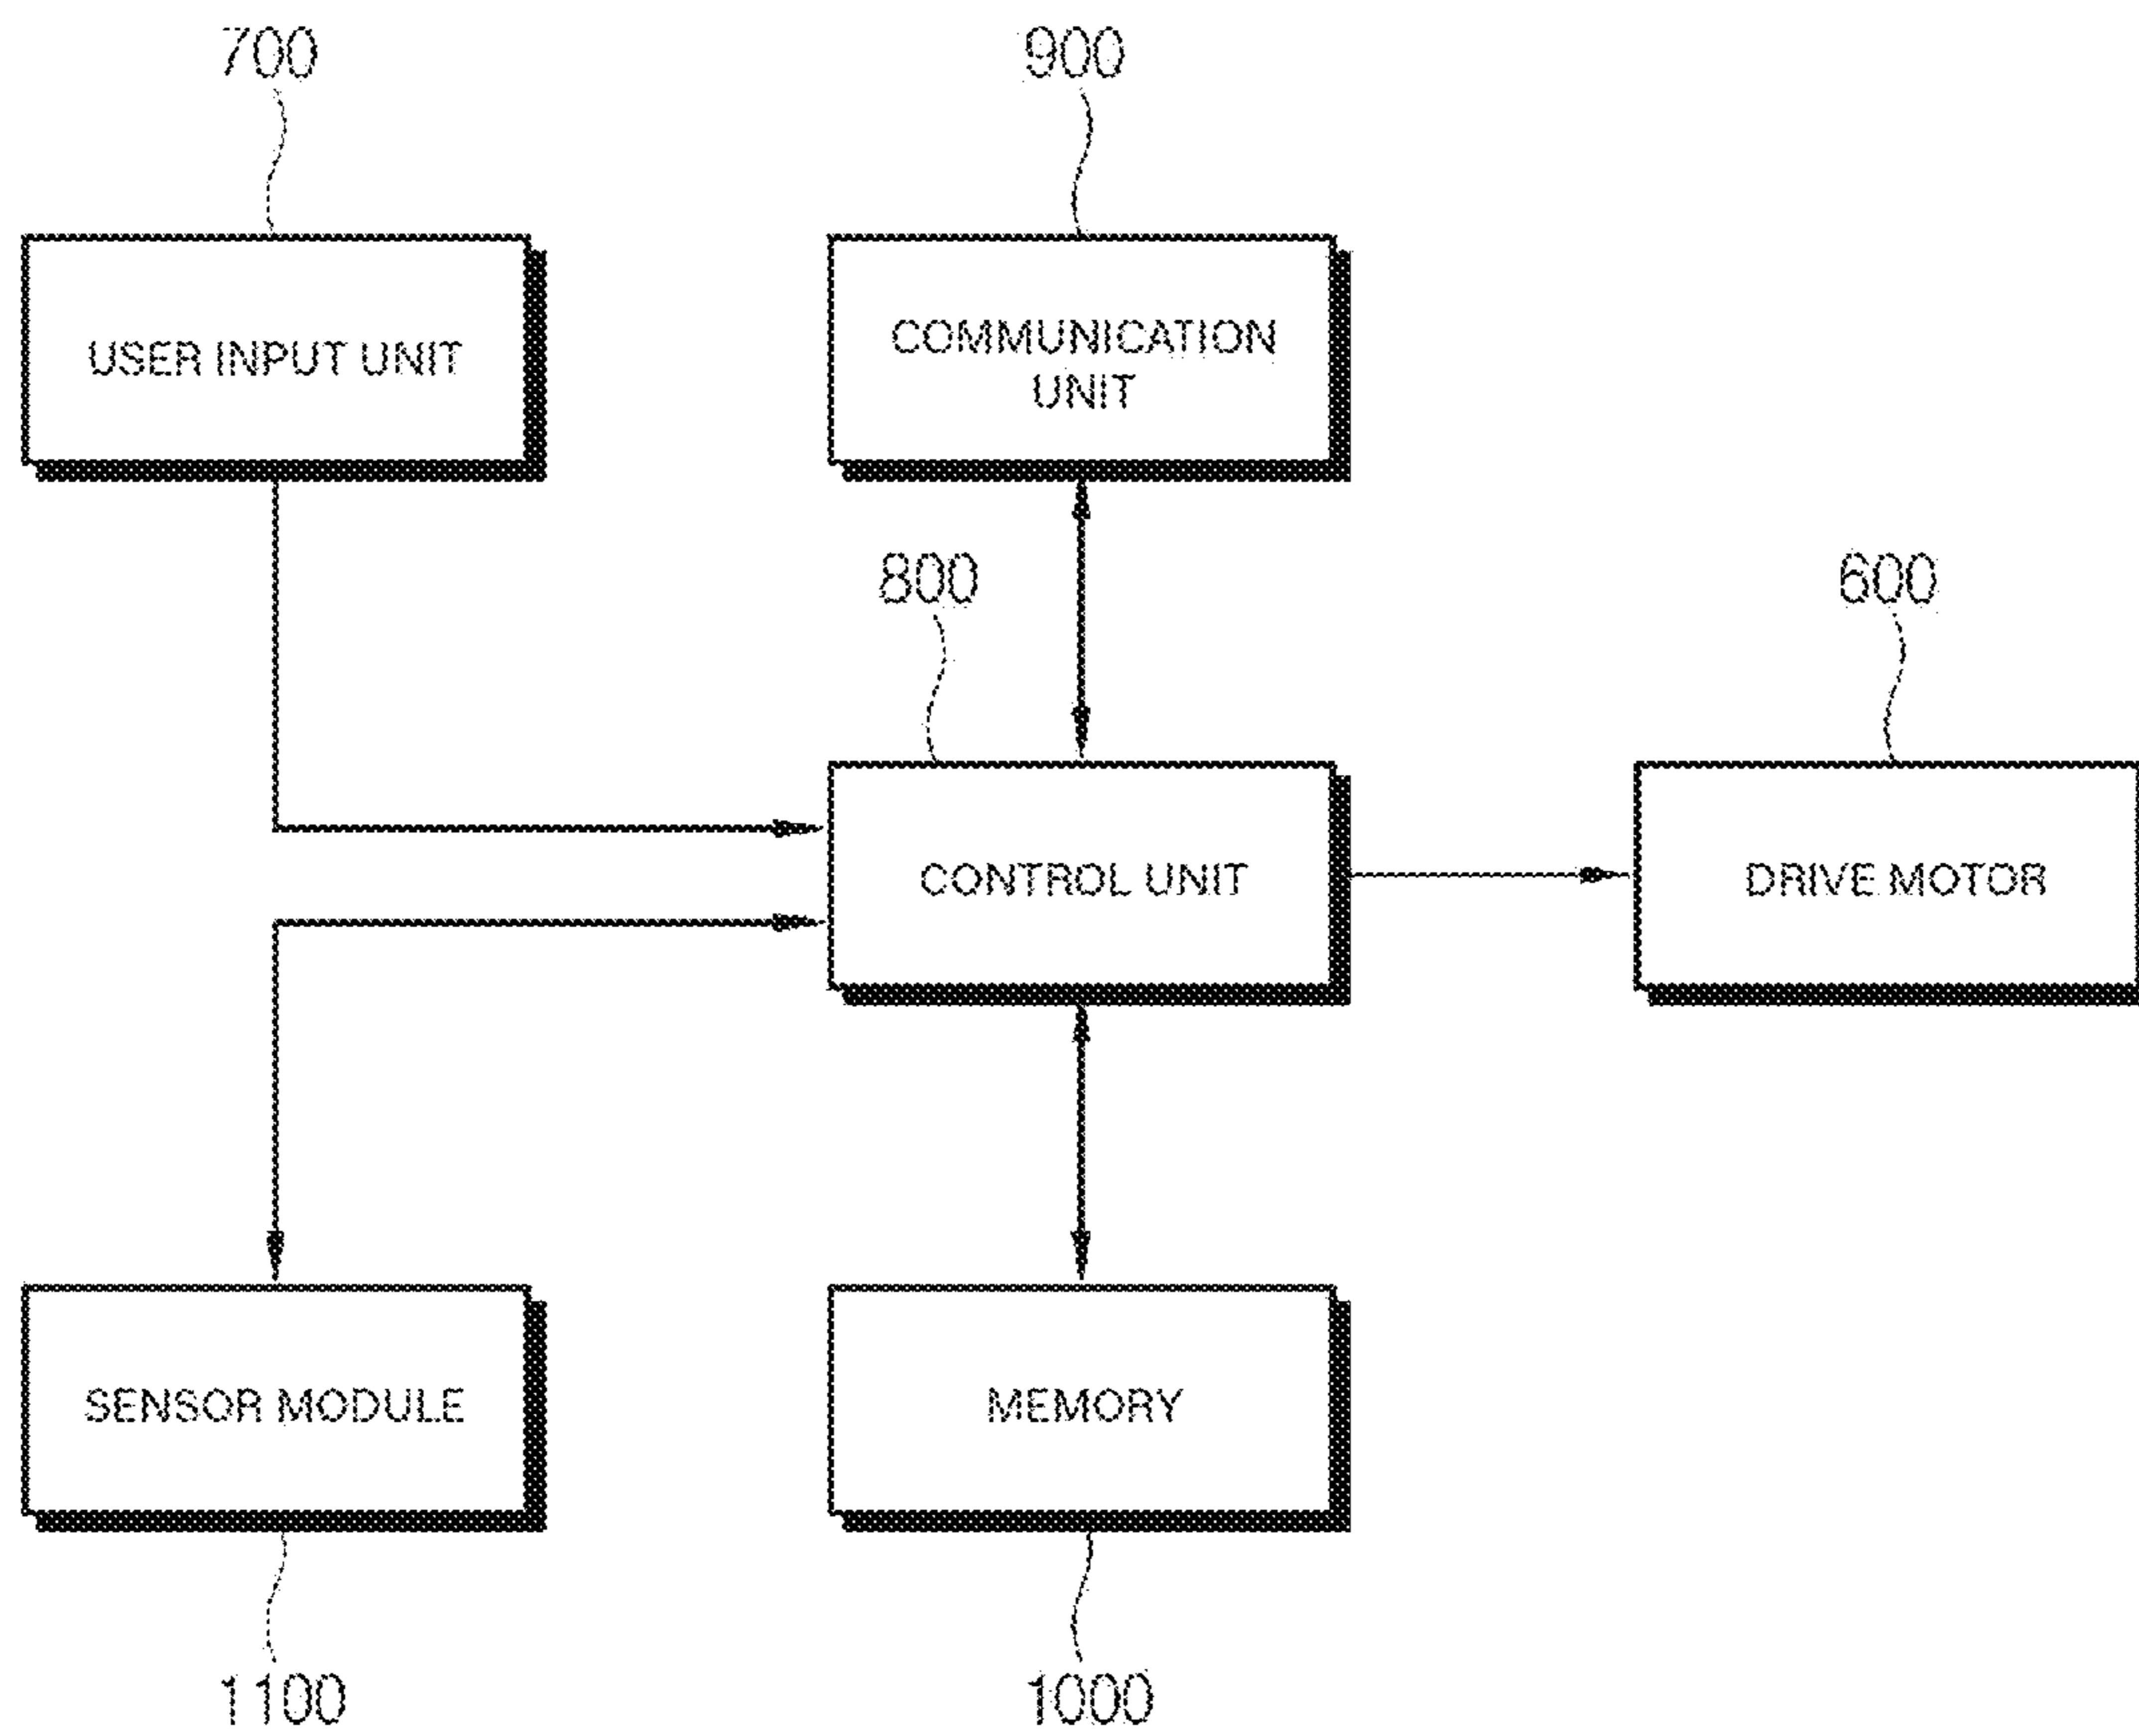 700
900
USER INPUT UNIT
COMMUNICATION
UNIT
800
600
CONTROL UNIT
DRIVE MOTOR
SENSOR MODULE
MEMORY
1100
1000